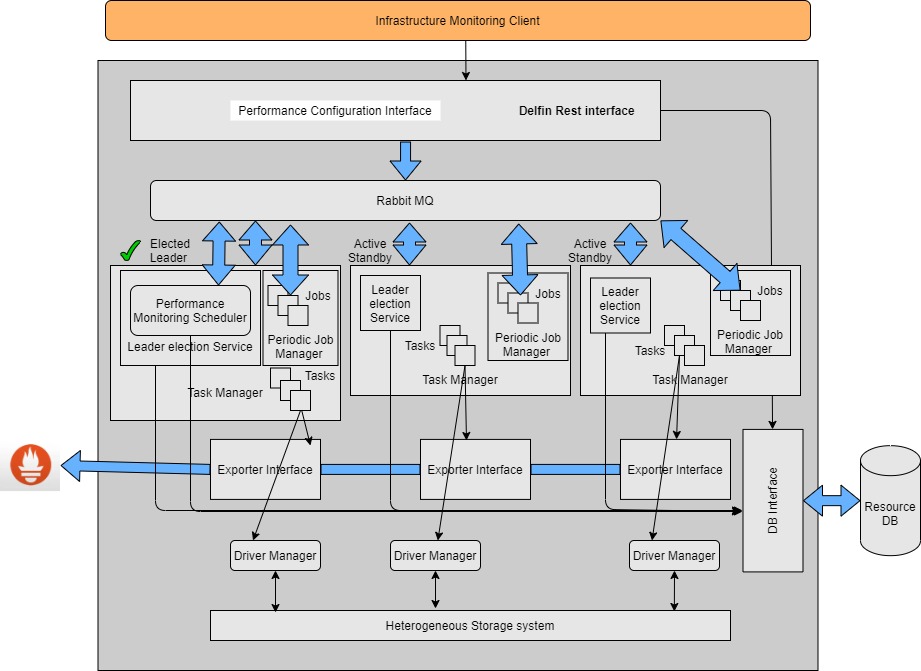 Infrastructure Monitoring Client
Performance Configuration Interface
Delfin Rest interface
Rabbit MQ
Elected
Leader
Active
Standby
Active
Standby
Performance
Monitoring Scheduler
Leader election Service
Jobs
Periodic Job
Manager
Tasks
Task Manager
Leader
election
Service
Jobs
Periodic Job
Manager
Tasks
Task Manager
Leader
election
Service
Jobs
Periodic Job
Manager
Tasks
Task Manager
Exporter Interface
Exporter Interface
Exporter Interface
DB Interface
Resource
DB
Driver Manager
Driver Manager
Driver Manager
Heterogeneous Storage system